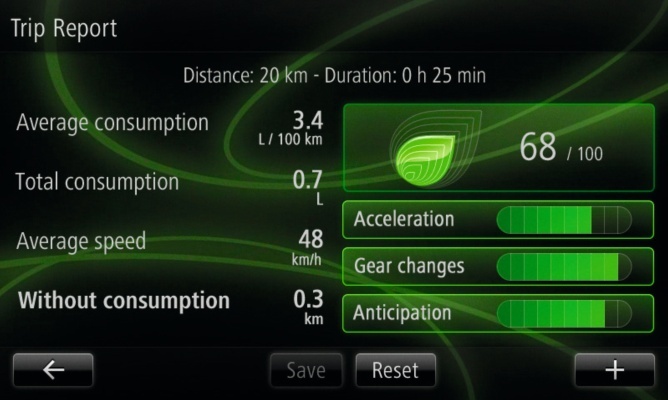 Trip Report
Distance: 20 km - Duration: 0 h 25 min
Average consumption 3.4
L / 100 km
Total consumption 0.7
L
Average speed 48
km/h
Without consumption 0.3
km
68 / 100
Acceleration
Gear changes
Anticipation
Save
Reset